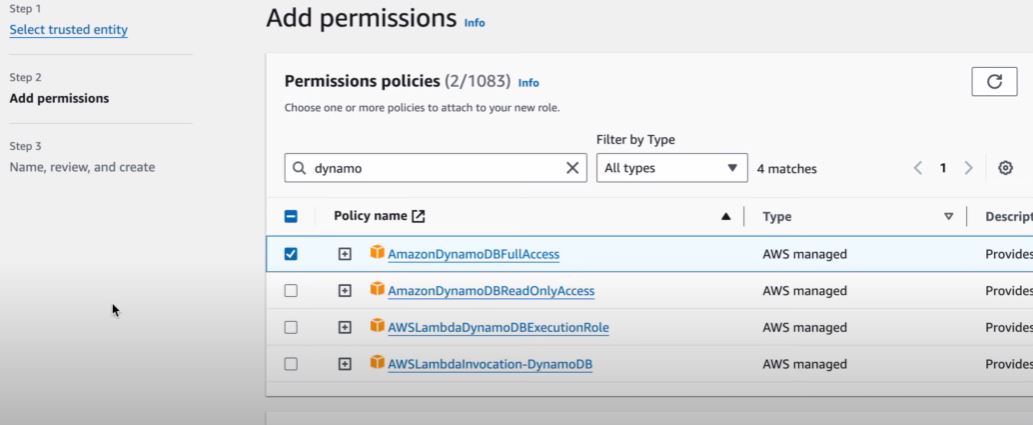 Step 1
Select trusted entity
Step 2
Add permissions
Step 3
Name, review, and create
Add permissions Info
Permissions policies (2/1083) Info
Choose one or more policies to attach to your new role.
Filter by Type
dynamo
All types
4 matches
1
Policy name
Type
Descript
AmazonDynamoDBFullAccess AWS managed Provides
AmazonDynamoDBReadOnlyAccess AWS managed Provides
AWSLambdaDynamoDBExecutionRole AWS managed Provides
AWSLambdaInvocation-DynamoDB AWS managed Provides